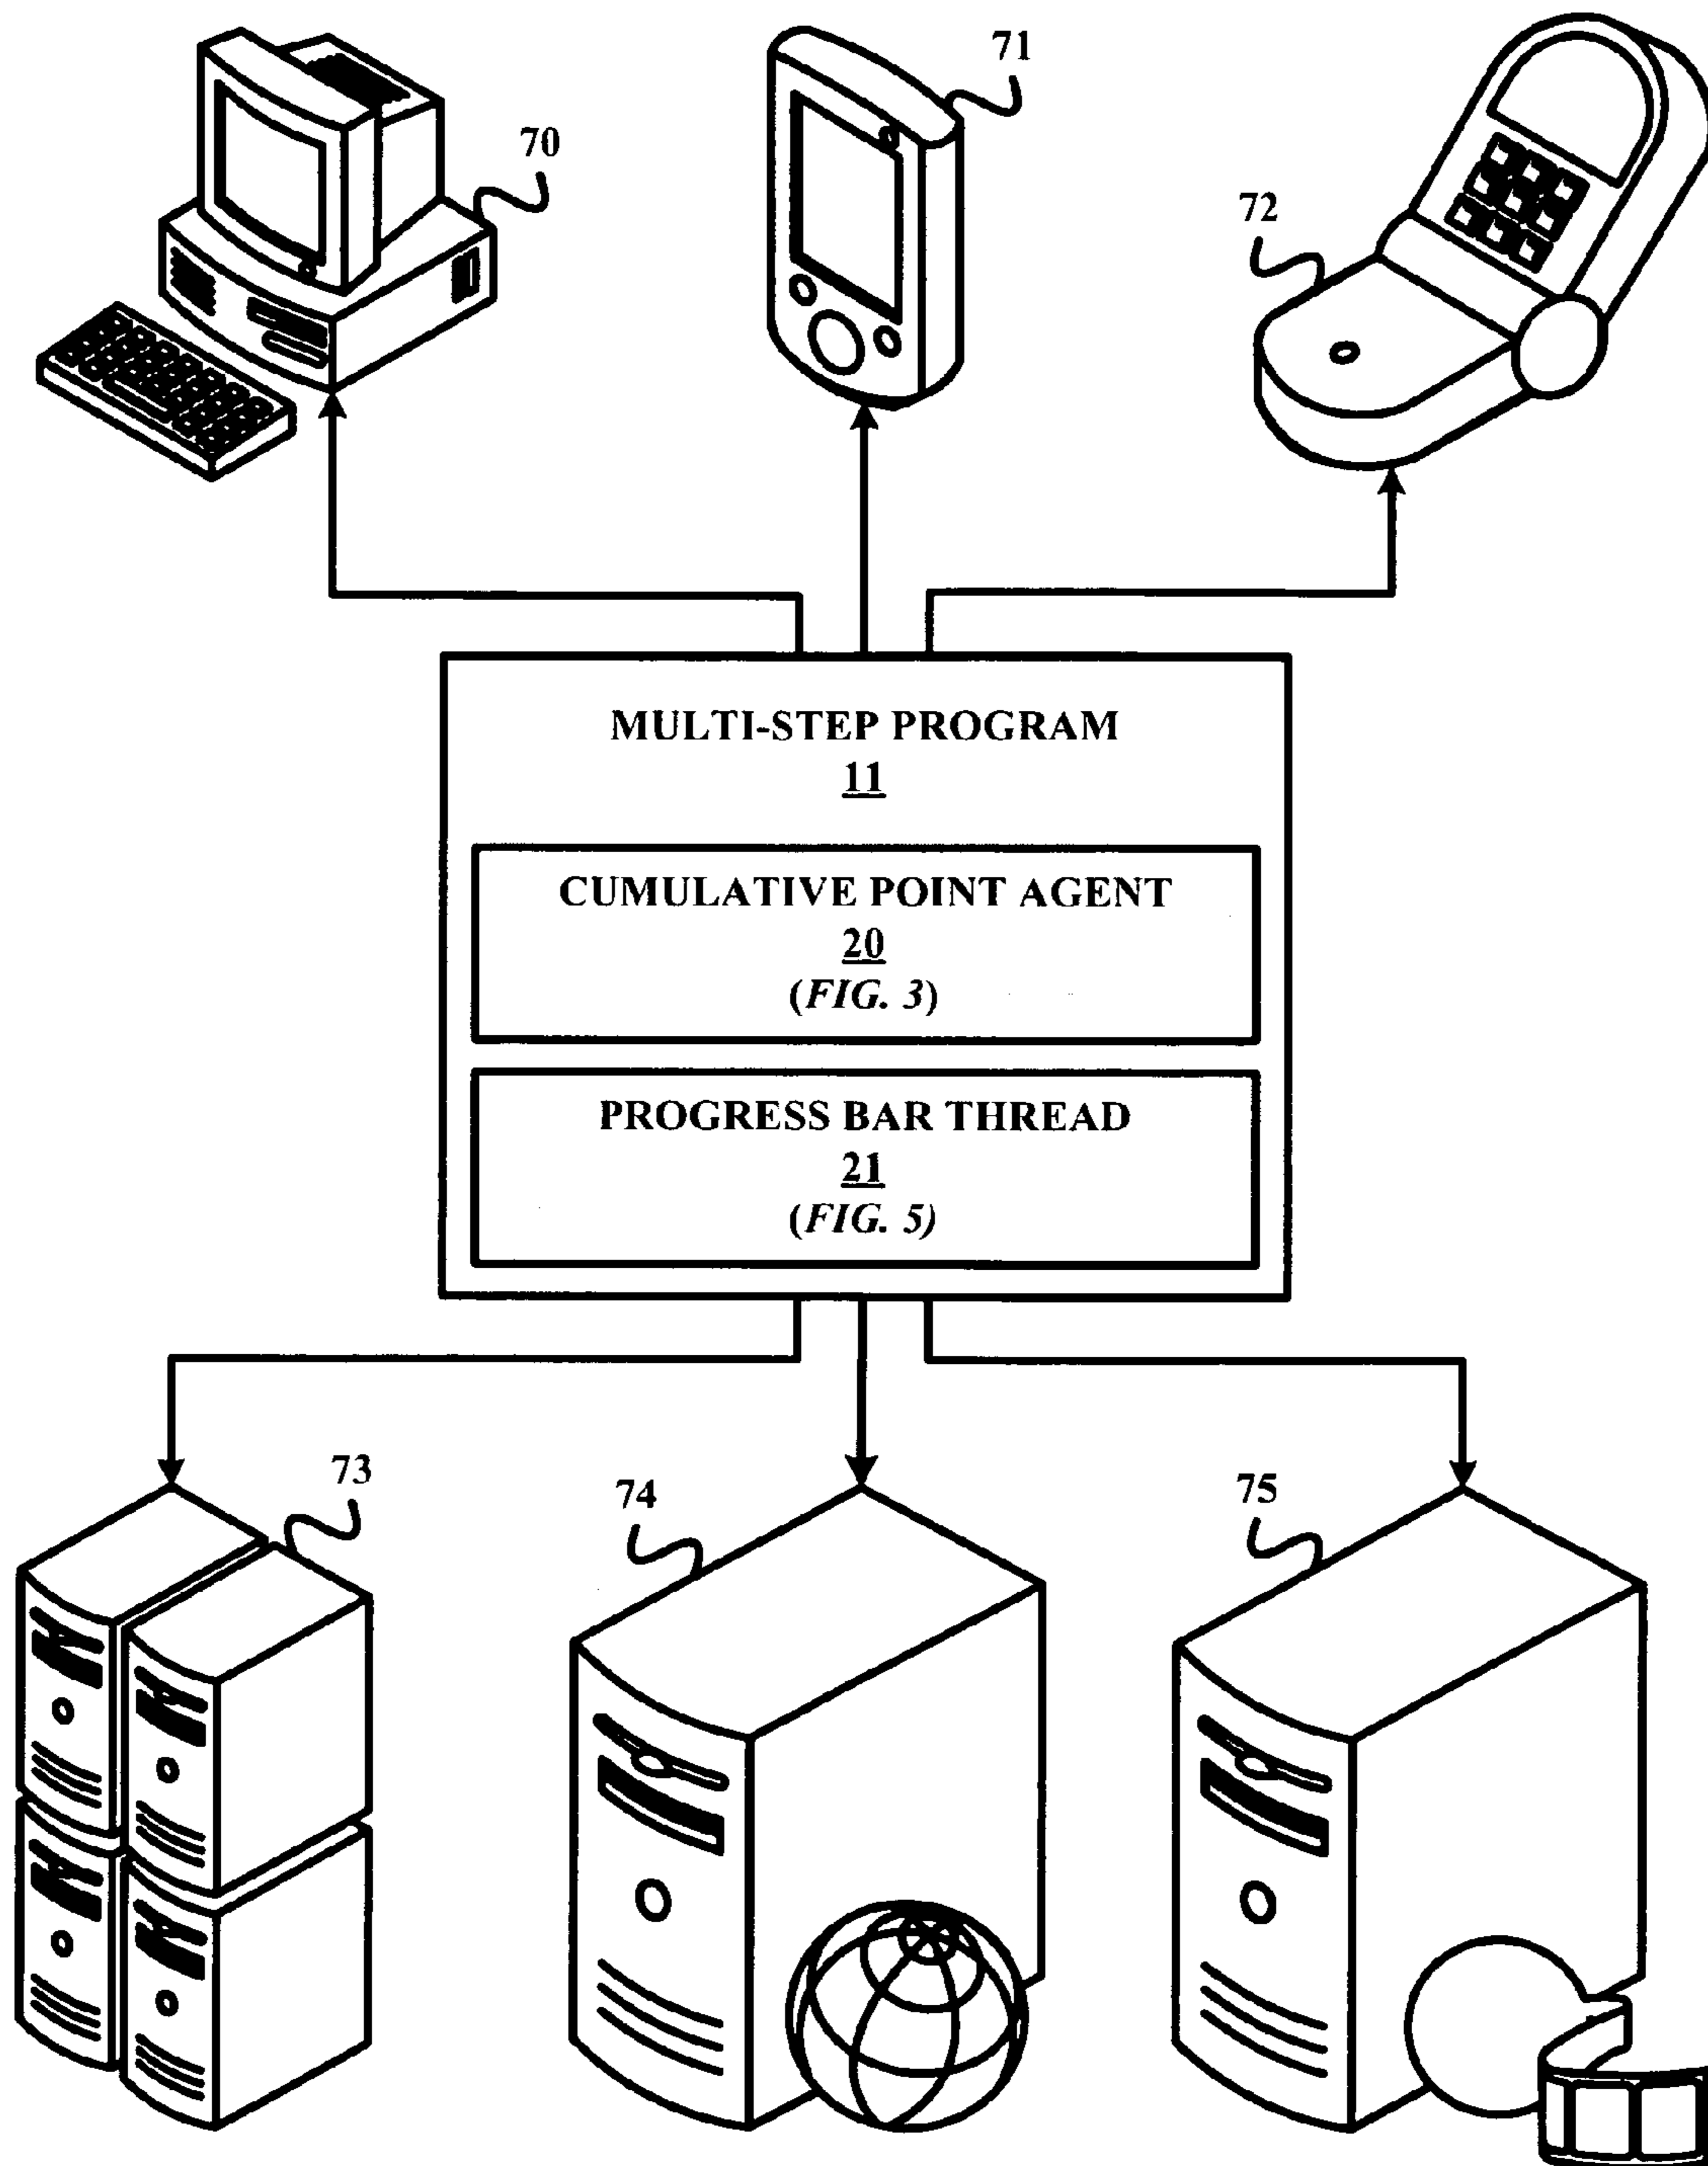 71
70
72
MULTI-STEP PROGRAM
11
CUMULATIVE POINT AGENT
20
(FIG. 3)
PROGRESS BAR THREAD
21
(FIG. 5)
73
74
75